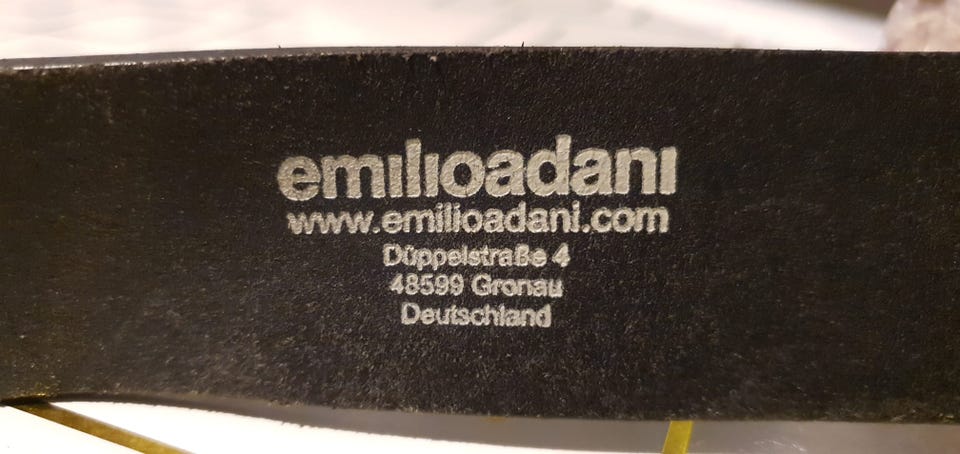 emilioadani
www.emilioadani.com
Düppelstraße 4
48599 Gronau
Deutschland